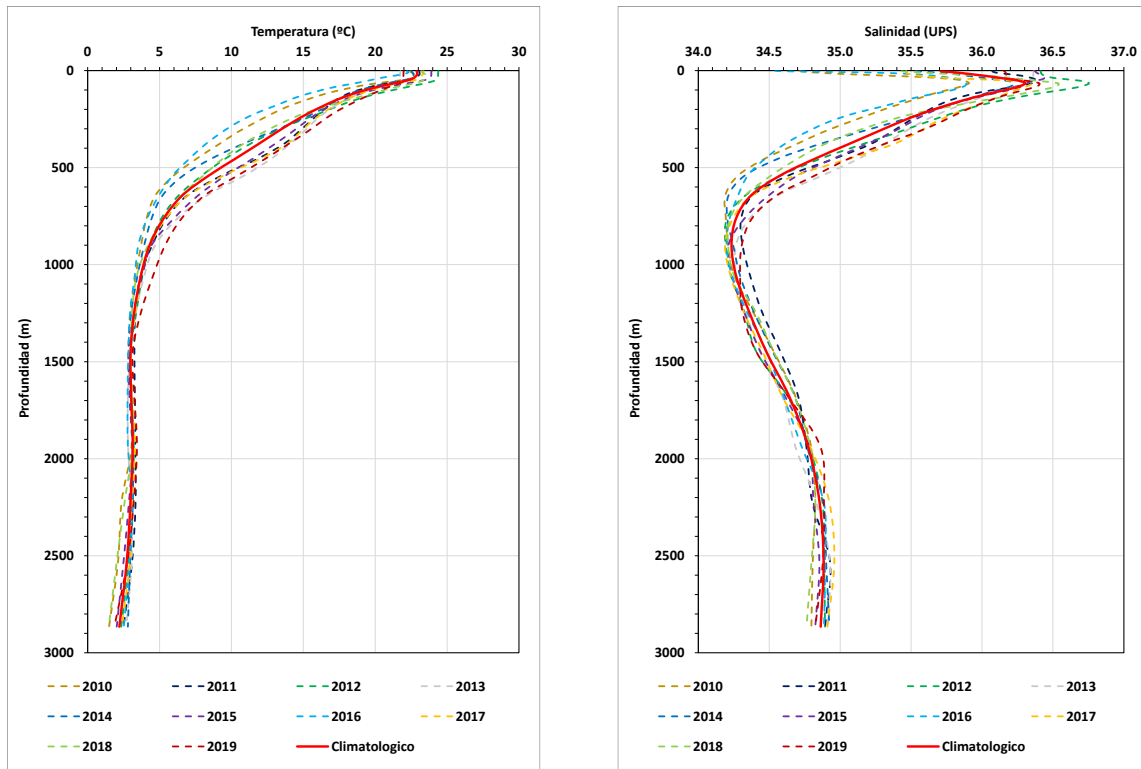 Temperatura (ºC)
0 5 10 15 20 25 30
0
500
1000
1500
2000
2500
3000
Profundidad (m)
2010 2011 2012 2013
2014 2015 2016 2017
2018 2019 Climatologico
Salinidad (UPS)
34.0 34.5 35.0 35.5 36.0 36.5 37.0
0
500
1000
1500
2000
2500
3000
Profundidad (m)
2010 2011 2012 2013
2014 2015 2016 2017
2018 2019 Climatologico